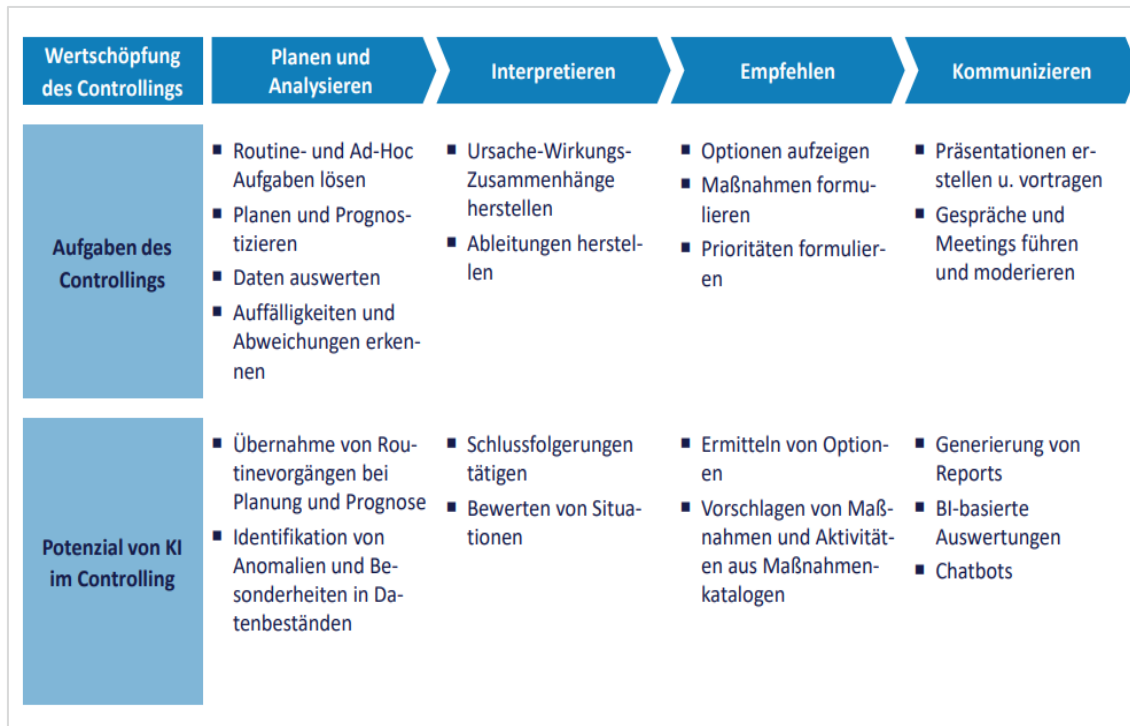 Wertschöpfung
des Controllings
Planen und
Analysieren
Interpretieren
Empfehlen
Kommunizieren
Aufgaben des
Controllings
▪ Routine- und Ad-Hoc
Aufgaben lösen
▪ Planen und Prognos-
tizieren
▪ Daten auswerten
▪ Auffälligkeiten und
Abweichungen erken-
nen
▪ Ursache-Wirkungs-
Zusammenhänge
herstellen
▪ Ableitungen herstel-
len
▪ Optionen aufzeigen
▪ Maßnahmen formu-
lieren
▪ Prioritäten formulier-
en
▪ Präsentationen er-
stellen u. vortragen
▪ Gespräche und
Meetings führen
und moderieren
Potenzial von KI
im Controlling
▪ Übernahme von Rou-
tinevorgängen bei
Planung und Prognose
▪ Identifikation von
Anomalien und Be-
sonderheiten in Da-
tenbeständen
▪ Schlussfolgerungen
tätigen
▪ Bewerten von Situa-
tionen
▪ Ermitteln von Option-
en
▪ Vorschlagen von Maß-
nahmen und Aktivität-
en aus Maßnahmen-
katalogen
▪ Generierung von
Reports
▪ BI-basierte
Auswertungen
▪ Chatbots